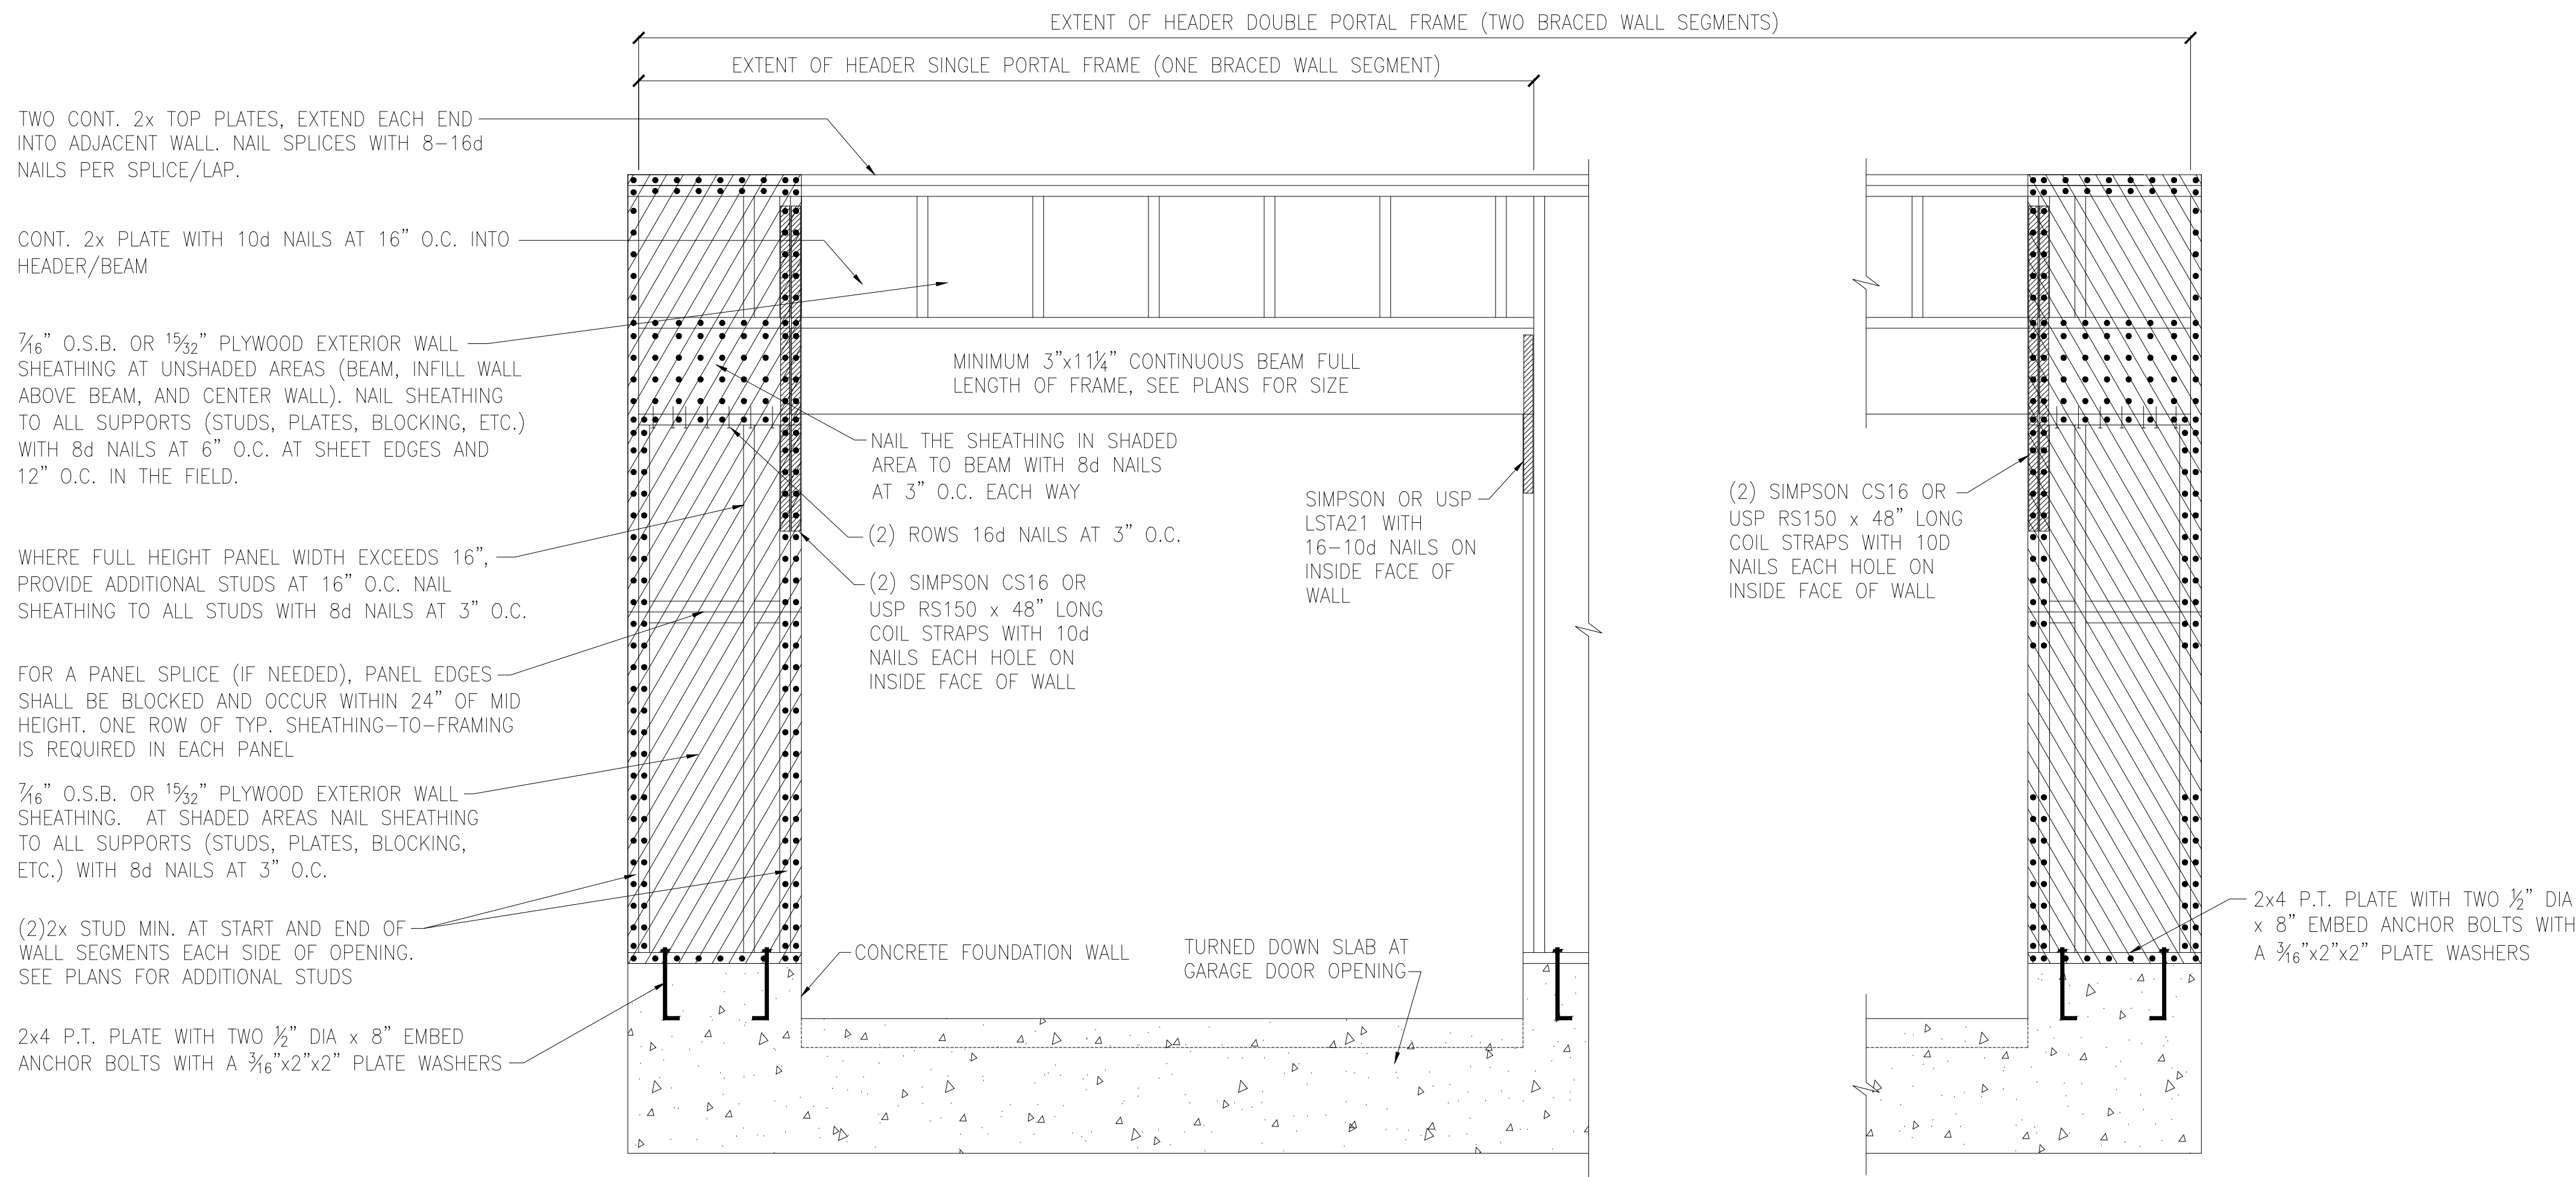 EXTENT OF HEADER DOUBLE PORTAL FRAME (TWO BRACED WALL SEGMENTS)
EXTENT OF HEADER SINGLE PORTAL FRAME (ONE BRACED WALL SEGMENT)
TWO CONT. 2x TOP PLATES, EXTEND EACH END
INTO ADJACENT WALL. NAIL SPLICES WITH 8-16d
NAILS PER SPLICE/LAP.
CONT. 2x PLATE WITH 10d NAILS AT 16" O.C. INTO
HEADER/BEAM
7/16" O.S.B. OR 15/32" PLYWOOD EXTERIOR WALL
SHEATHING AT UNSHADED AREAS (BEAM, INFILL WALL
ABOVE BEAM, AND CENTER WALL). NAIL SHEATHING
TO ALL SUPPORTS (STUDS, PLATES, BLOCKING, ETC.)
WITH 8d NAILS AT 6" O.C. AT SHEET EDGES AND
12" O.C. IN THE FIELD.
WHERE FULL HEIGHT PANEL WIDTH EXCEEDS 16",
PROVIDE ADDITIONAL STUDS AT 16" O.C. NAIL
SHEATHING TO ALL STUDS WITH 8d NAILS AT 3" O.C.
FOR A PANEL SPLICE (IF NEEDED), PANEL EDGES
SHALL BE BLOCKED AND OCCUR WITHIN 24" OF MID
HEIGHT. ONE ROW OF TYP. SHEATHING-TO-FRAMING
IS REQUIRED IN EACH PANEL
7/16" O.S.B. OR 15/32" PLYWOOD EXTERIOR WALL
SHEATHING. AT SHADED AREAS NAIL SHEATHING
TO ALL SUPPORTS (STUDS, PLATES, BLOCKING,
ETC.) WITH 8d NAILS AT 3" O.C.
(2)2x STUD MIN. AT START AND END OF
WALL SEGMENTS EACH SIDE OF OPENING.
SEE PLANS FOR ADDITIONAL STUDS
2x4 P.T. PLATE WITH TWO 1/2" DIA x 8" EMBED
ANCHOR BOLTS WITH A 3/16"x2"x2" PLATE WASHERS
MINIMUM 3"x11 1/4" CONTINUOUS BEAM FULL
LENGTH OF FRAME, SEE PLANS FOR SIZE
NAIL THE SHEATHING IN SHADED
AREA TO BEAM WITH 8d NAILS
AT 3" O.C. EACH WAY
(2) ROWS 16d NAILS AT 3" O.C.
(2) SIMPSON CS16 OR
USP RS150 x 48" LONG
COIL STRAPS WITH 10d
NAILS EACH HOLE ON
INSIDE FACE OF WALL
SIMPSON OR USP
LSTA21 WITH
16-10d NAILS ON
INSIDE FACE OF
WALL
CONCRETE FOUNDATION WALL
TURNED DOWN SLAB AT
GARAGE DOOR OPENING
(2) SIMPSON CS16 OR
USP RS150 x 48" LONG
COIL STRAPS WITH 10D
NAILS EACH HOLE ON
INSIDE FACE OF WALL
2x4 P.T. PLATE WITH TWO 1/2" DIA
x 8" EMBED ANCHOR BOLTS WITH
A 3/16"x2"x2" PLATE WASHERS